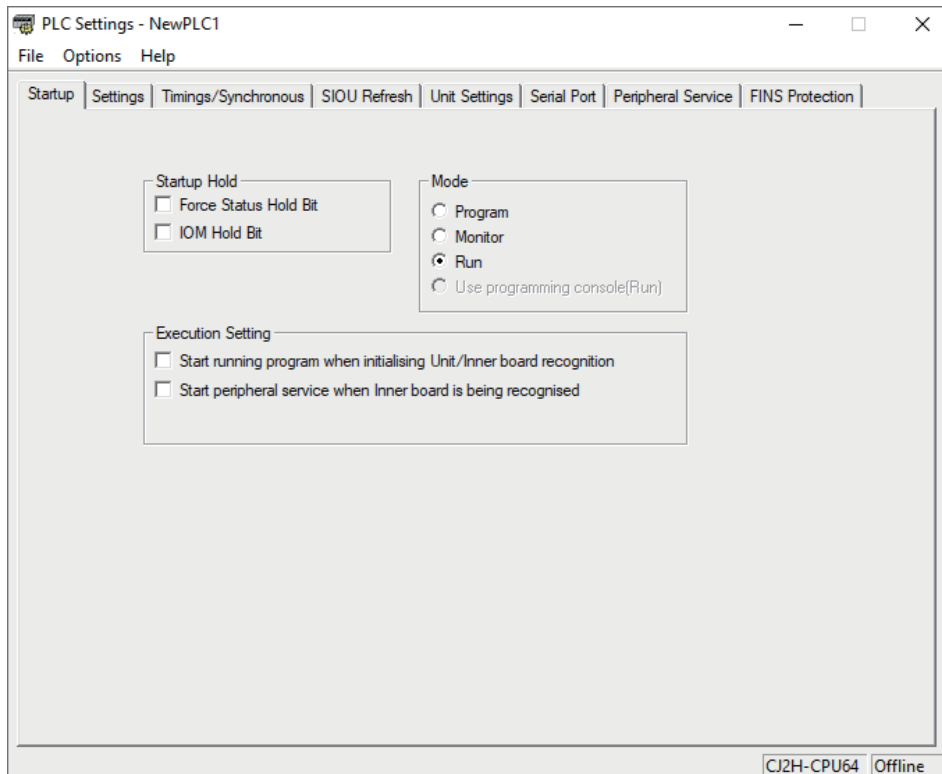 PLC Settings - NewPLC1
File Options Help
Startup Settings Timings/Synchronous SIOU Refresh Unit Settings Serial Port Peripheral Service FINS Protection
Startup Hold
Force Status Hold Bit
IOM Hold Bit
Mode
Program
Monitor
Run
Use programming console(Run)
Execution Setting
Start running program when initialising Unit/Inner board recognition
Start peripheral service when Inner board is being recognised
CJ2H-CPU64 Offline